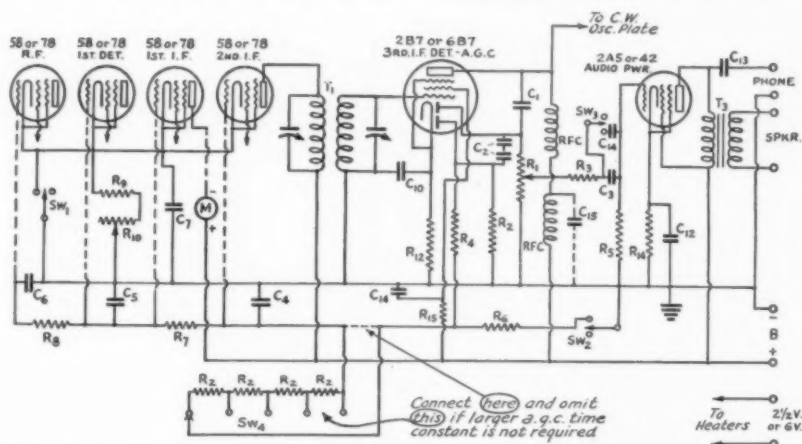 To C.W.
Osc. Plate
58 or 78
R.F.
58 or 78
1ST. DET.
58 or 78
1ST. I.F.
58 or 78
2ND. I.F.
2B7 or 6B7
3RD. I.F. DET-A.G.C
2A5 or 42
AUDIO PWR.
C13
PHONE
SPKR.
T1
T3
C1
C2
SW3
C14
RFC
R1
R3
C3
SW1
R9
R10
C7
M
-
+
C10
R12
R4
R2
RFC
C15
R5
R14
C12
C6
C5
C4
C14
R15
R8
R7
R6
SW2
-
B
+
R2 R2 R2 R2
SW4
Connect here and omit
this if larger a.g.c. time
constant is not required
To
Heaters
2½V.
or 6V.